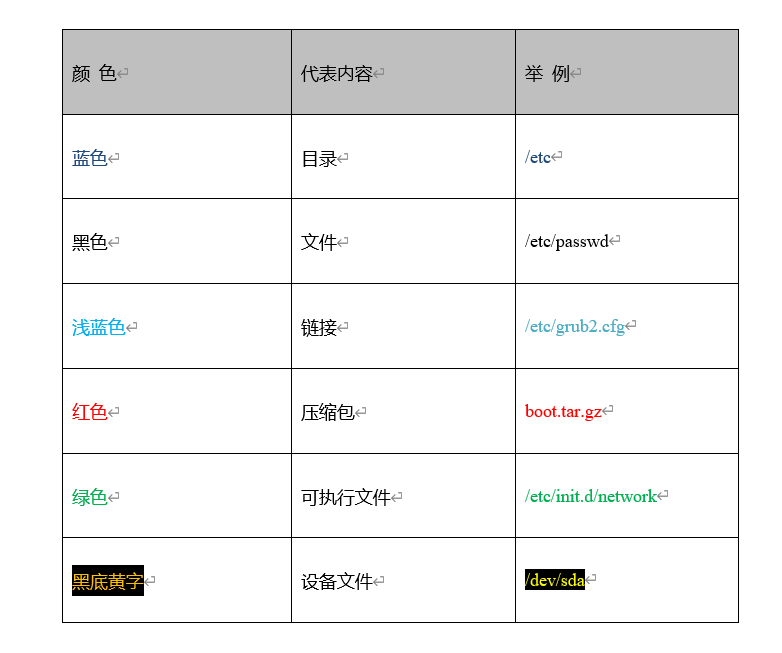 颜 色
代表内容
举 例
蓝色
目录
/etc
黑色
文件
/etc/passwd
浅蓝色
链接
/etc/grub2.cfg
红色
压缩包
boot.tar.gz
绿色
可执行文件
/etc/init.d/network
黑底黄字
设备文件
/dev/sda